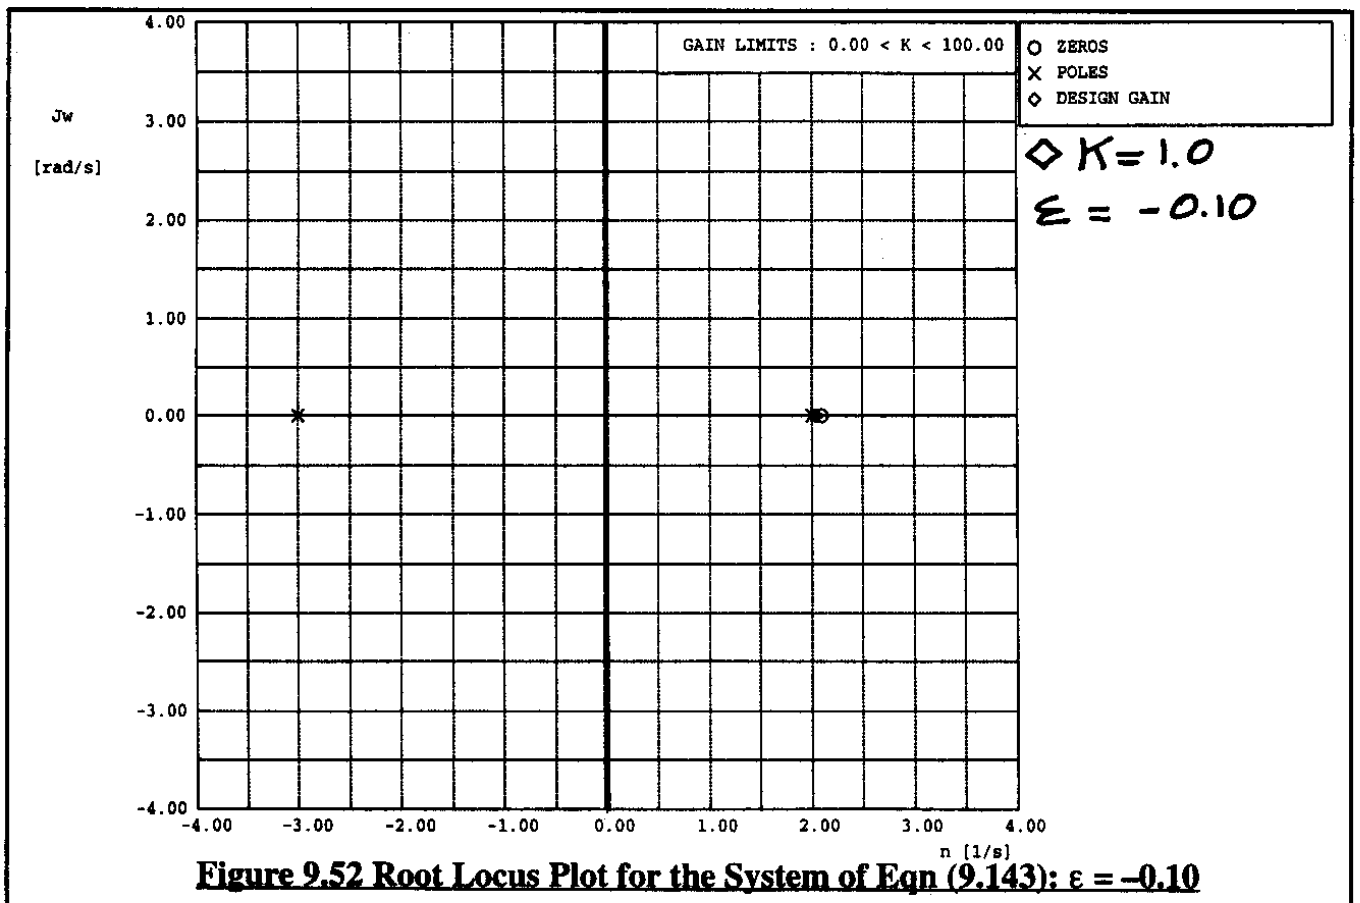 4.00
GAIN LIMITS : 0.00 < K < 100.00
ZEROS
POLES
DESIGN GAIN
◇ K = 1.0
ε = -0.10
Jw
[rad/s]
3.00
2.00
1.00
0.00
-1.00
-2.00
-3.00
-4.00
-4.00 -3.00 -2.00 -1.00 0.00 1.00 2.00 3.00 4.00
n [1/s]
Figure 9.52 Root Locus Plot for the System of Eqn (9.143): ε = –0.10